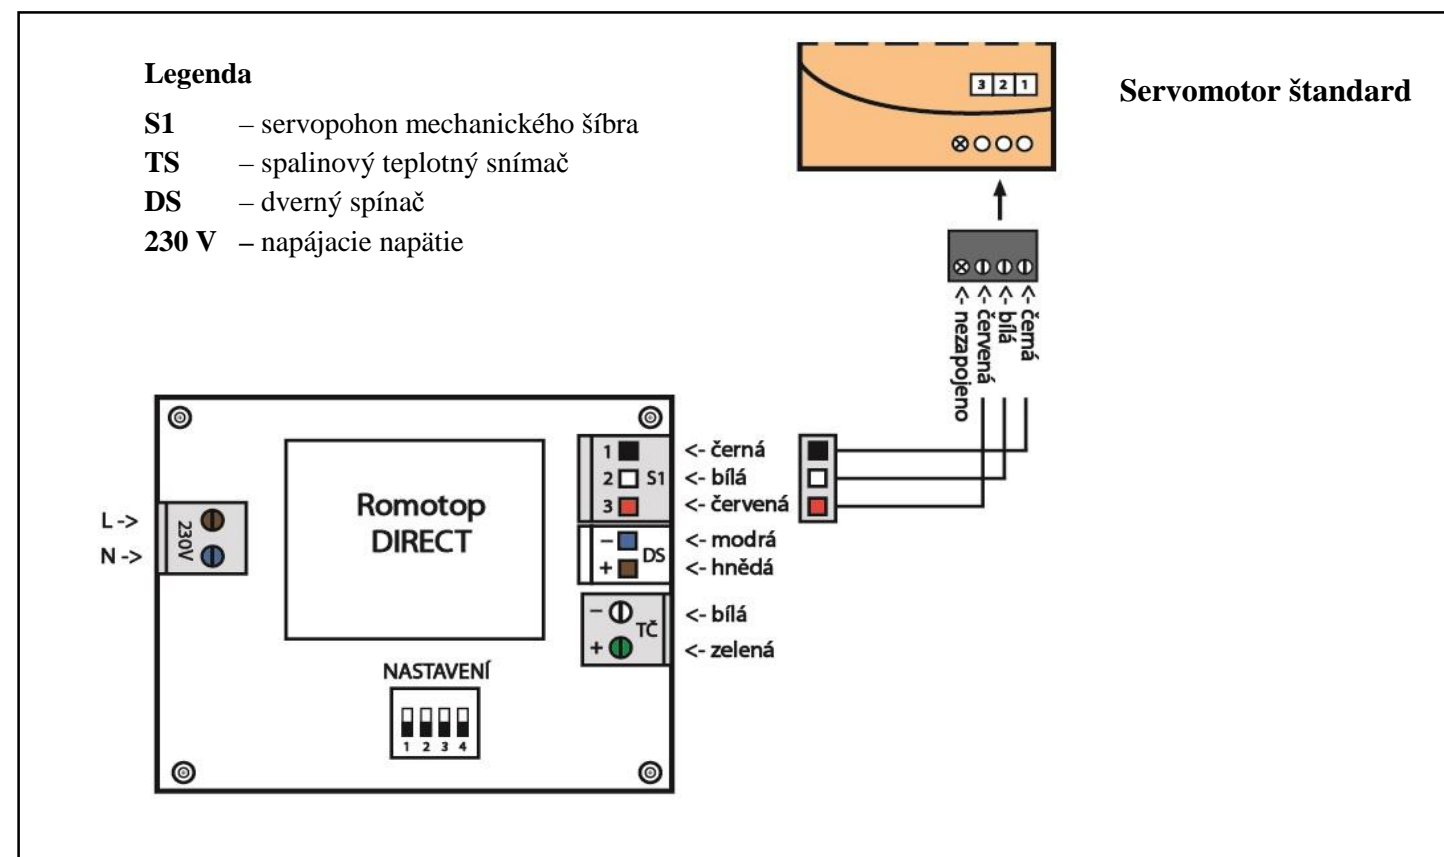 Legenda
S1 – servopohon mechanického šíbra
TS – spalinový teplotný snímač
DS – dverný spínač
230 V – napájacie napätie
3 2 1
Servomotor štandard
<- nezapojeno
<- červená
<- bílá
<- černá
L ->
N ->
230V
Romotop
DIRECT
1
2 S1
3
– DS
+
– TČ
+
<- černá
<- bílá
<- červená
<- modrá
<- hnědá
<- bílá
<- zelená
NASTAVENÍ
1 2 3 4